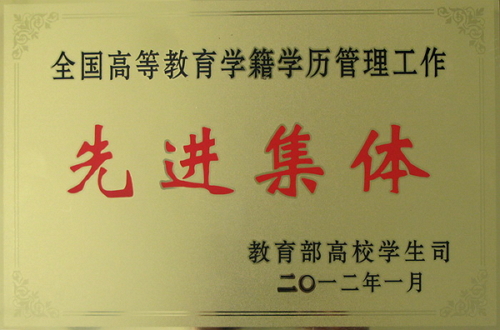 全国高等教育学籍学历管理工作
先进集体
教育部高校学生司
二〇一二年一月